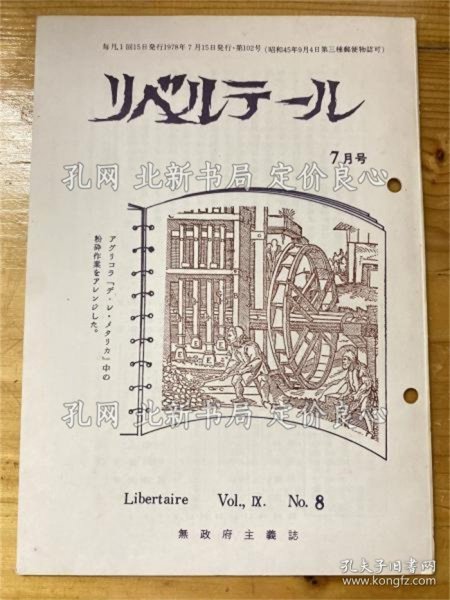 毎月1回15日発行1978年7月15日発行・第102号(昭和45年9月4日第三種郵便物認可)
リベルテール
7月号
孔网 北新书局 定价良心
アグリコラ『デ・レ・メタリカ』中の
粉砕作業をアレンジした。
孔网 北新书局 定价良心
Libertaire Vol., IX. No. 8
無政府主義誌
孔夫子旧书网
www.kongfz.com